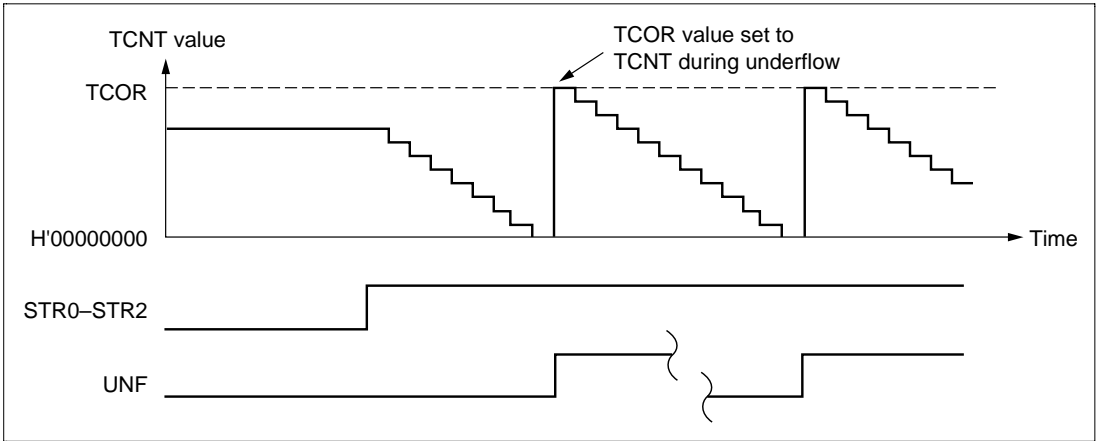 TCNT value
TCOR value set to
TCNT during underflow
TCOR
H'00000000
Time
STR0–STR2
UNF